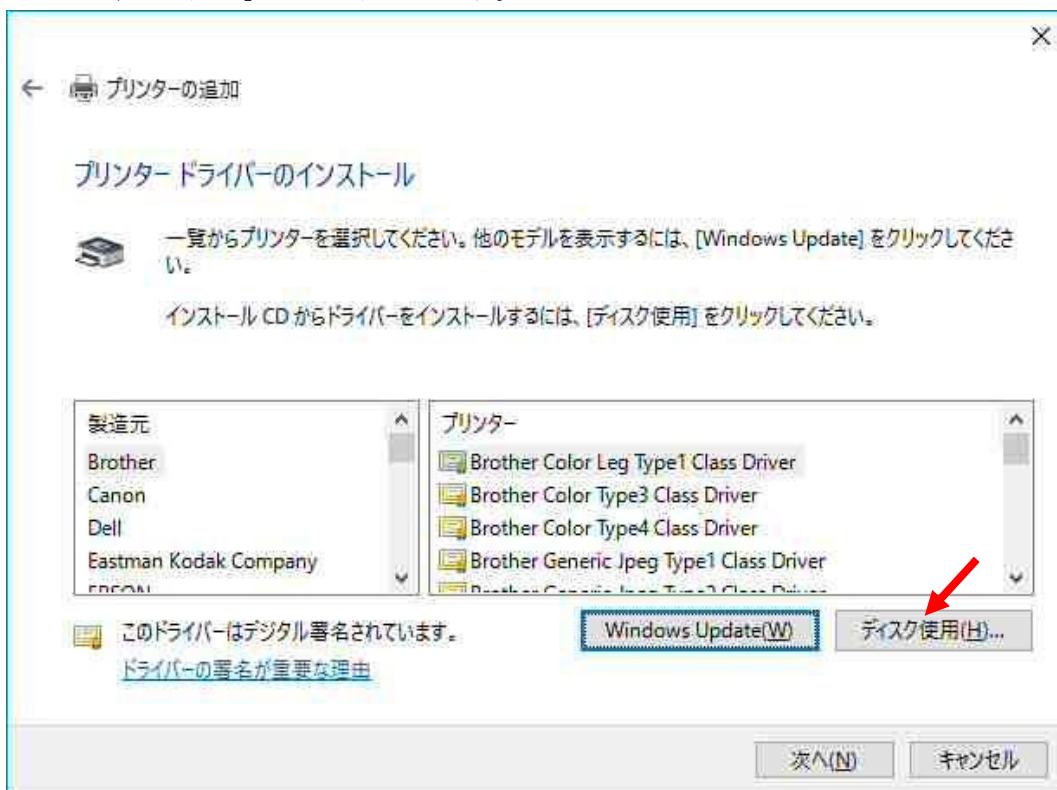 プリンターの追加
プリンター ドライバーのインストール
一覧からプリンターを選択してください。他のモデルを表示するには、[Windows Update] をクリックしてくださ
い。
インストール CD からドライバーをインストールするには、[ディスク使用] をクリックしてください。
製造元
Brother
Canon
Dell
Eastman Kodak Company
EPSON
プリンター
Brother Color Leg Type1 Class Driver
Brother Color Type3 Class Driver
Brother Color Type4 Class Driver
Brother Generic Jpeg Type1 Class Driver
Brother Generic Jpeg Type2 Class Driver
このドライバーはデジタル署名されています。
Windows Update(W)
ディスク使用(H)...
ドライバーの署名が重要な理由
次へ(N)
キャンセル